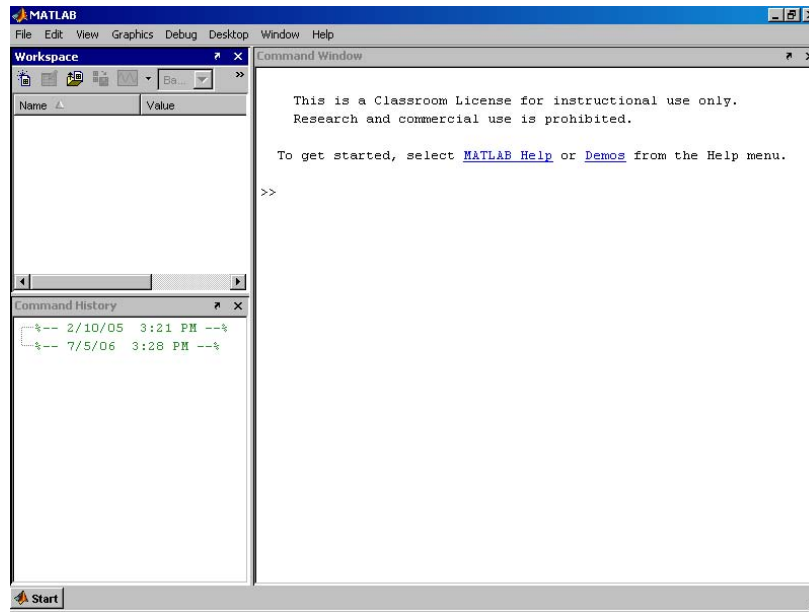 MATLAB
File Edit View Graphics Debug Desktop Window Help
Workspace
Ba...
Name Value
Command History
%-- 2/10/05 3:21 PM --%
%-- 7/5/06 3:28 PM --%
Command Window
This is a Classroom License for instructional use only.
Research and commercial use is prohibited.
To get started, select MATLAB Help or Demos from the Help menu.
>>
Start